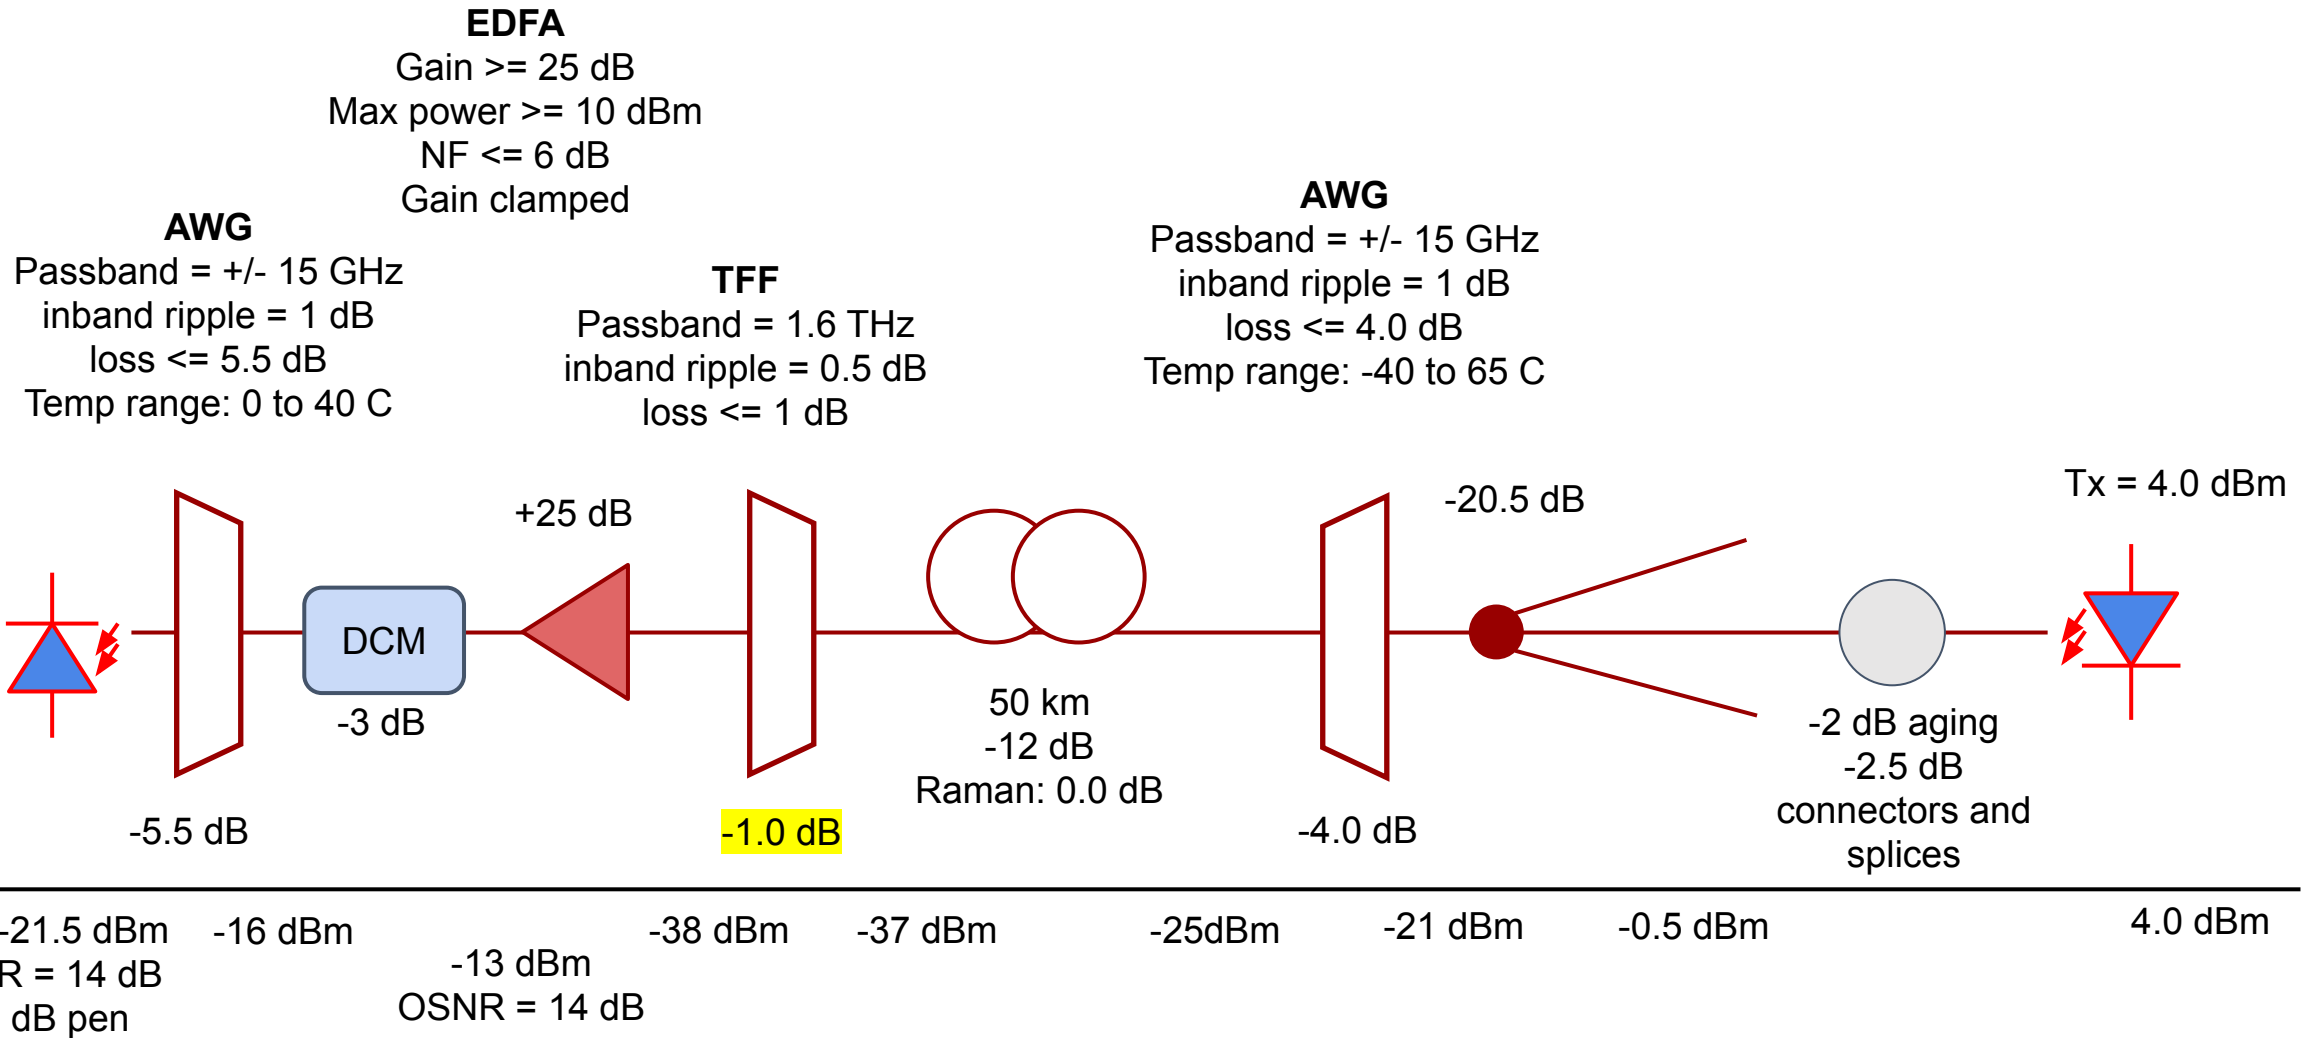 EDFA
Gain >= 25 dB
Max power >= 10 dBm
NF <= 6 dB
Gain clamped
AWG
Passband = +/- 15 GHz
inband ripple = 1 dB
loss <= 5.5 dB
Temp range: 0 to 40 C
TFF
Passband = 1.6 THz
inband ripple = 0.5 dB
loss <= 1 dB
AWG
Passband = +/- 15 GHz
inband ripple = 1 dB
loss <= 4.0 dB
Temp range: -40 to 65 C
+25 dB
-20.5 dB
Tx = 4.0 dBm
DCM
-3 dB
50 km
-12 dB
Raman: 0.0 dB
-2 dB aging
-2.5 dB
connectors and
splices
-5.5 dB
-1.0 dB
-4.0 dB
-21.5 dBm
R = 14 dB
dB pen
-16 dBm
-13 dBm
OSNR = 14 dB
-38 dBm
-37 dBm
-25dBm
-21 dBm
-0.5 dBm
4.0 dBm